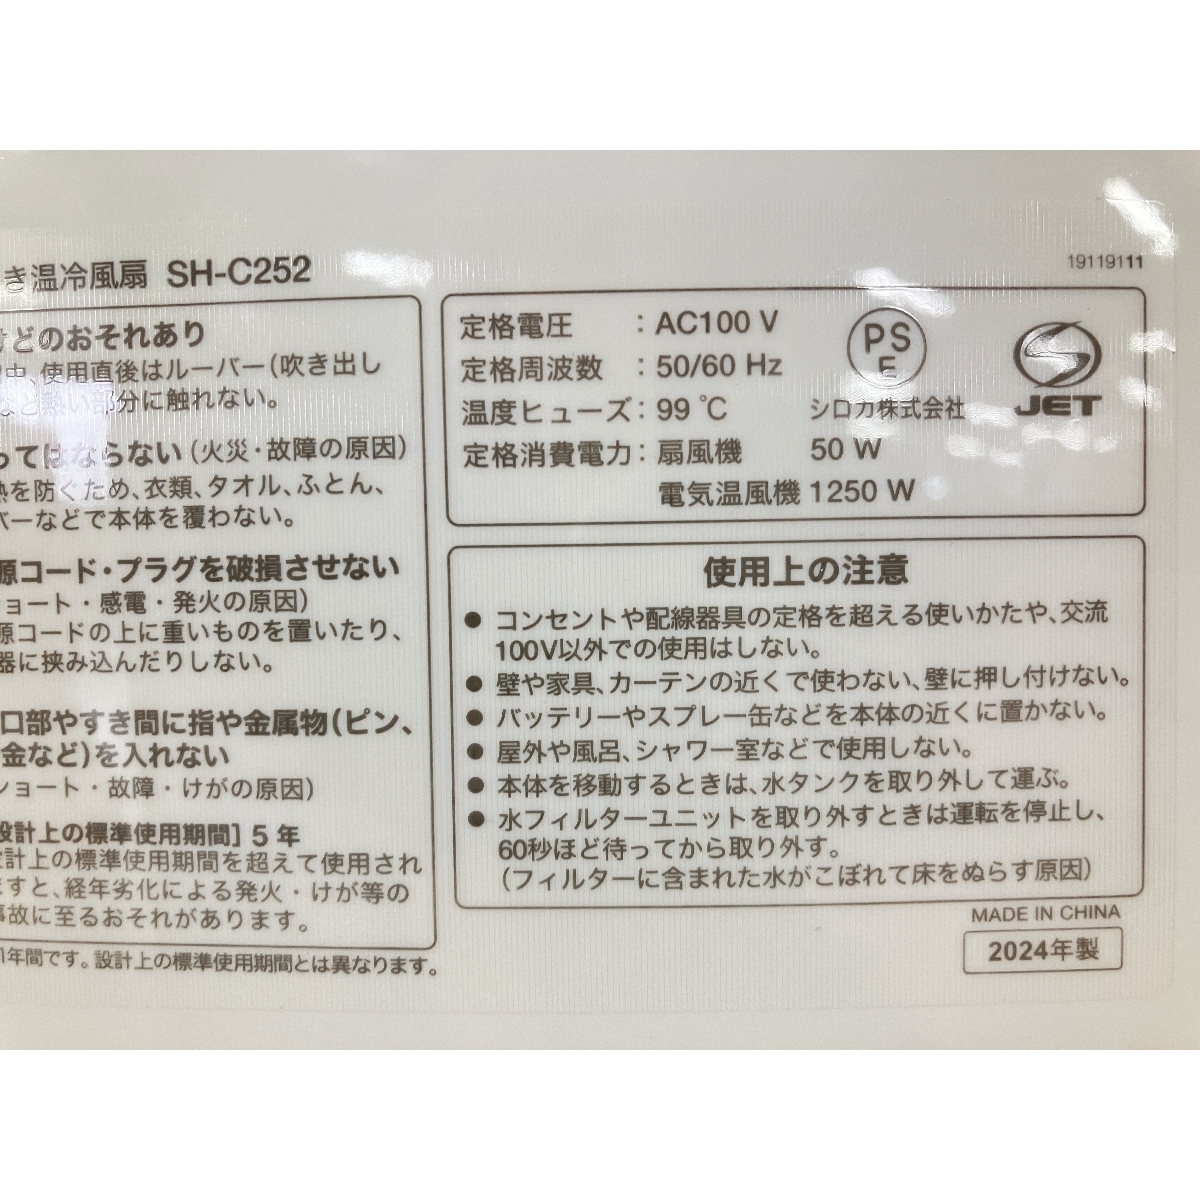 き温冷風扇 SH-C252
19119111
けどのおそれあり
中、使用直後はルーバー(吹き出し
部分に触れない。
ってはならない(火災・故障の原因)
熱を防ぐため、衣類、タオル、ふとん、
バーなどで本体を覆わない。
源コード・プラグを破損させない
ショート・感電・発火の原因)
源コードの上に重いものを置いたり、
器に挟み込んだりしない。
口部やすき間に指や金属物(ピン、
金など)を入れない
ショート・故障・けがの原因)
設計上の標準使用期間] 5 年
設計上の標準使用期間を超えて使用され
ますと、経年劣化による発火・けが等の
事故に至るおそれがあります。
1年間です。設計上の標準使用期間とは異なります。
定格電圧 : AC100 V
定格周波数 : 50/60 Hz
温度ヒューズ : 99 ℃
定格消費電力 : 扇風機 50 W
電気温風機 1250 W
PS
E
シロカ株式会社
JET
使用上の注意
● コンセントや配線器具の定格を超える使いかたや、交流
100V以外での使用はしない。
● 壁や家具、カーテンの近くで使わない、壁に押し付けない。
● バッテリーやスプレー缶などを本体の近くに置かない。
● 屋外や風呂、シャワー室などで使用しない。
● 本体を移動するときは、水タンクを取り外して運ぶ。
● 水フィルターユニットを取り外すときは運転を停止し、
60秒ほど待ってから取り外す。
(フィルターに含まれた水がこぼれて床をぬらす原因)
MADE IN CHINA
2024年製